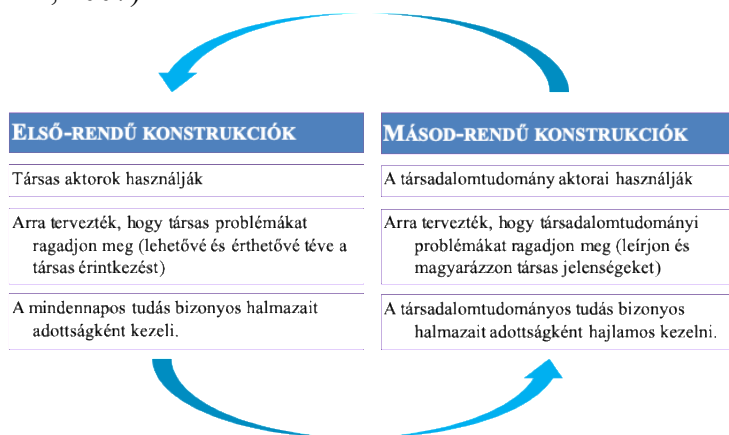 ELSŐ-RENDŰ KONSTRUKCIÓK
Társas aktorok használják
Arra tervezték, hogy társas problémákat
ragadjon meg (lehetővé és érthetővé téve a
társas érintkezést)
A mindennapos tudás bizonyos halmazait
adottságként kezeli.
MÁSOD-RENDŰ KONSTRUKCIÓK
A társadalomtudomány aktorai használják
Arra tervezték, hogy társadalomtudományi
problémákat ragadjon meg (leírjon és
magyarázzon társas jelenségeket)
A társadalomtudományos tudás bizonyos
halmazait adottságként hajlamos kezelni.